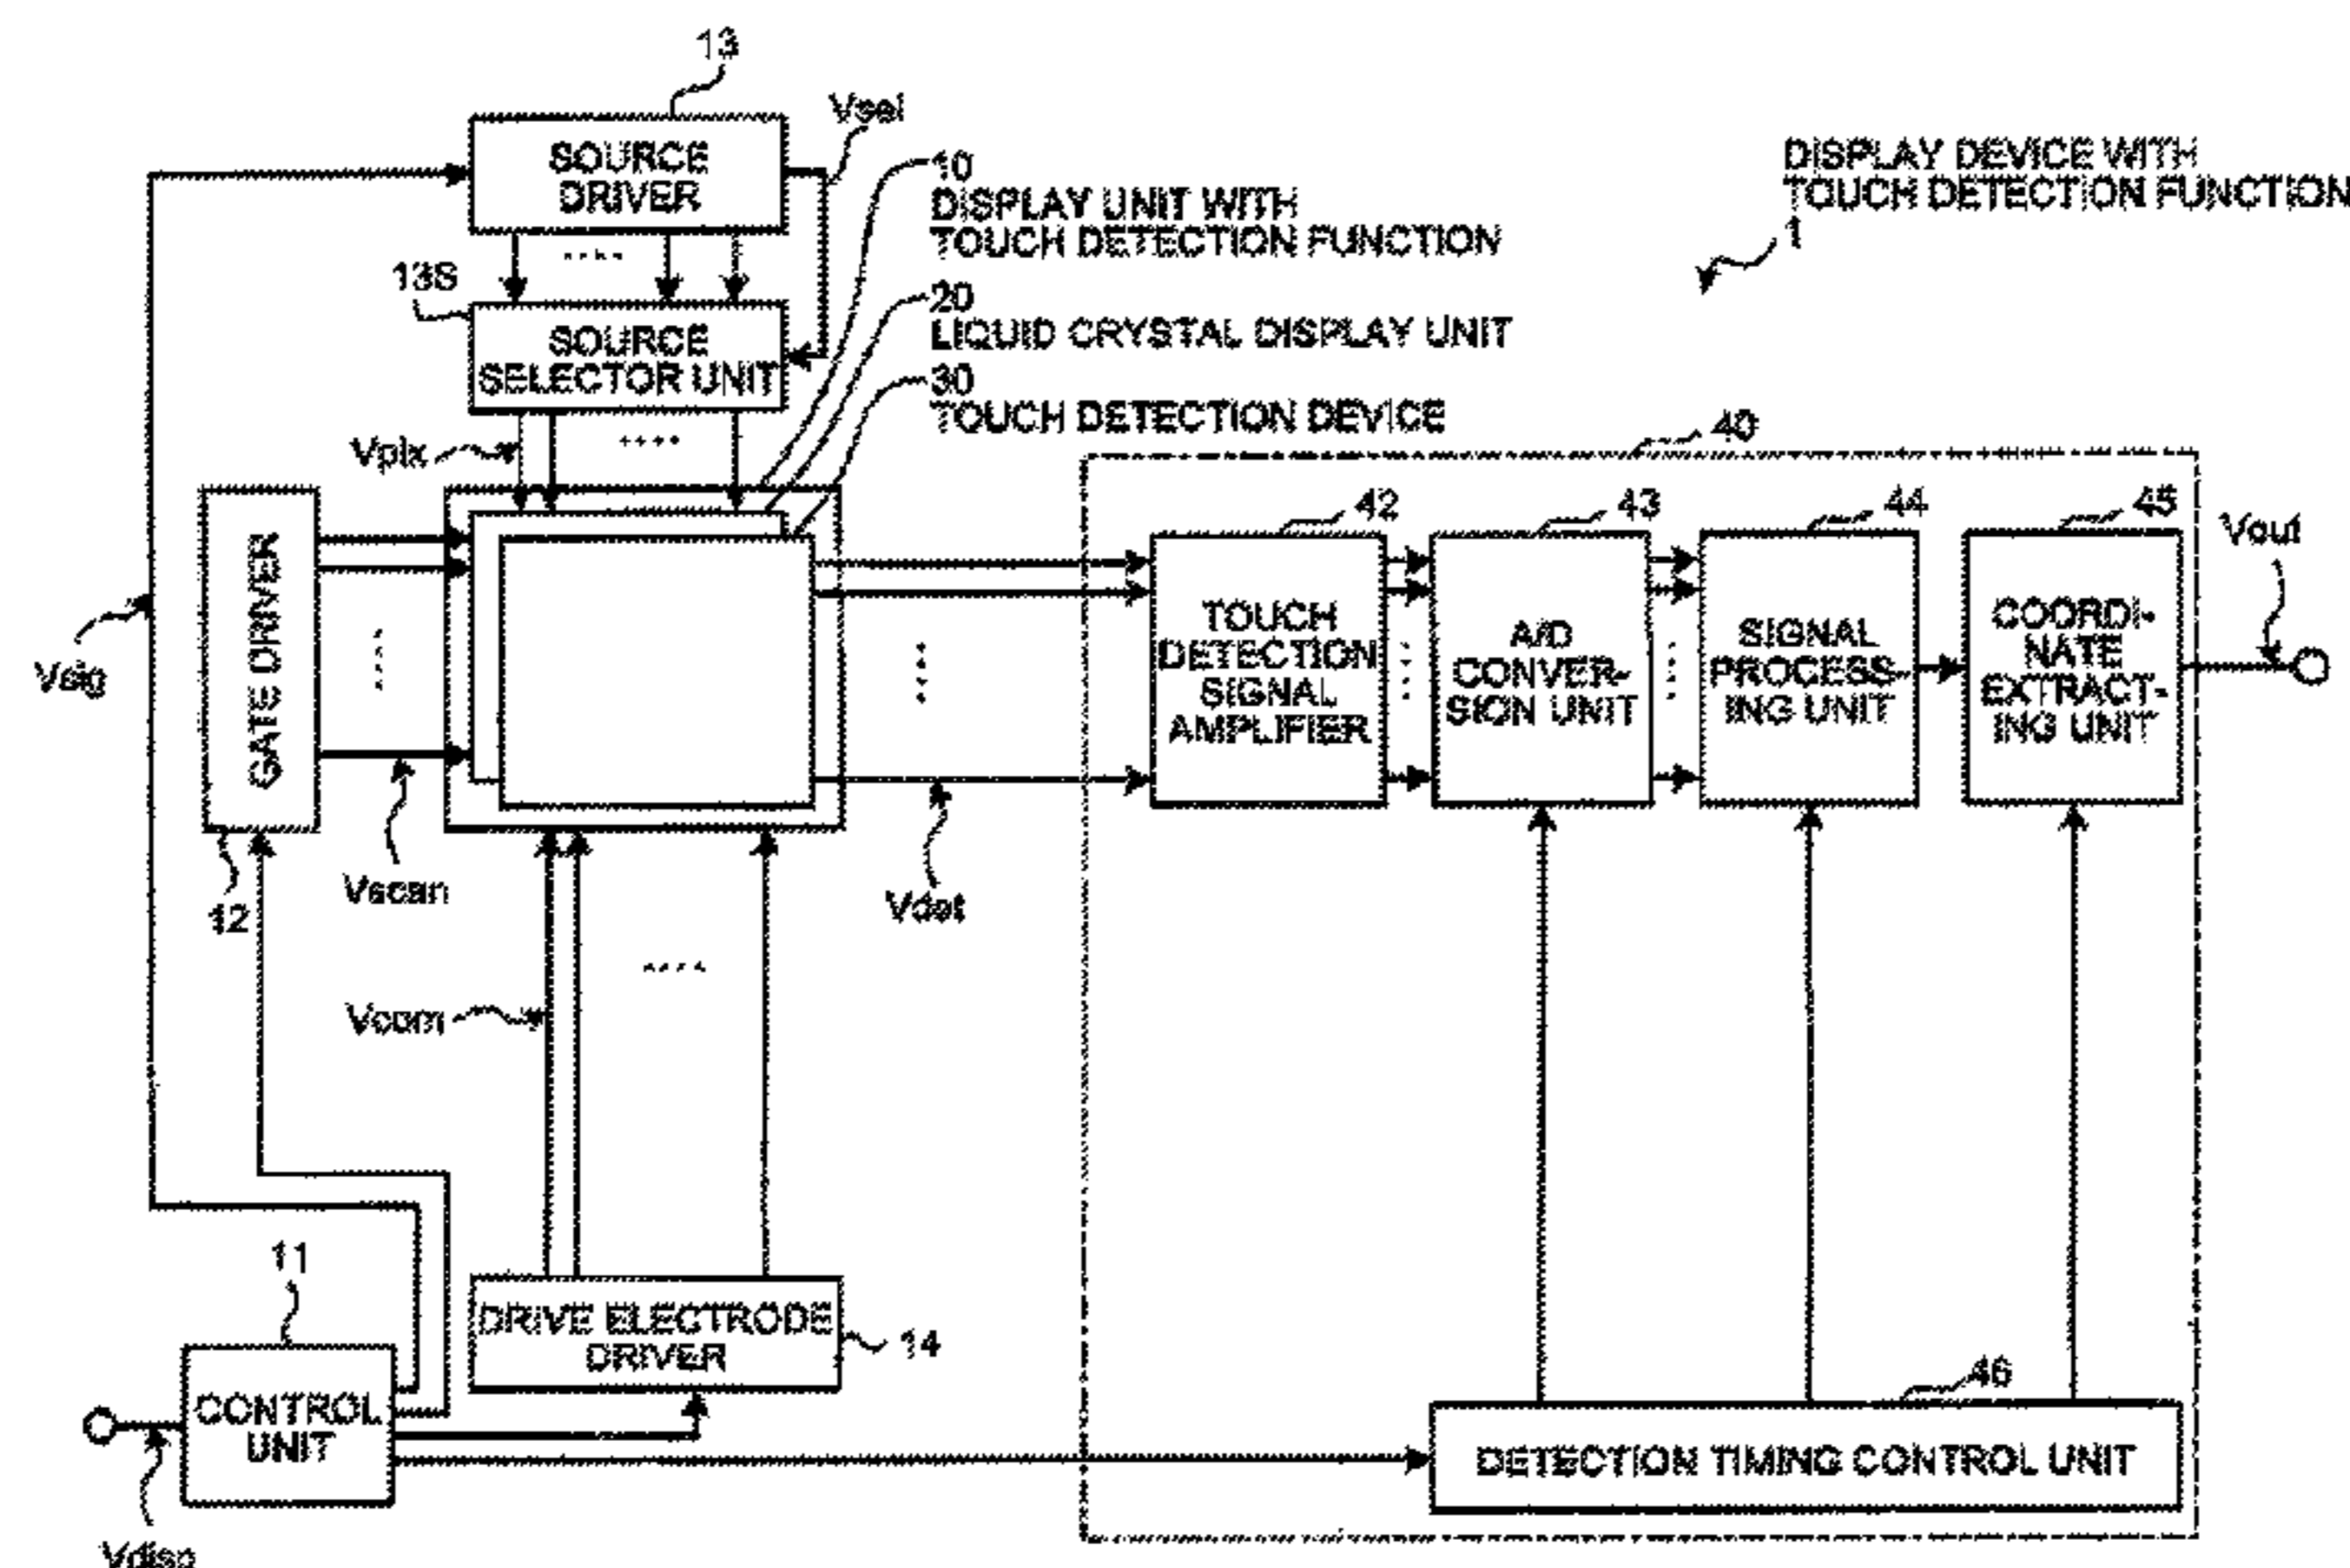 13
Vsel
SOURCE
DRIVER
10
DISPLAY UNIT WITH
TOUCH DETECTION FUNCTION
DISPLAY DEVICE WITH
TOUCH DETECTION FUNCTION
1
13S
SOURCE
SELECTOR UNIT
20
LIQUID CRYSTAL DISPLAY UNIT
30
TOUCH DETECTION DEVICE
Vpix
40
42
43
44
45
Vout
GATE DRIVER
TOUCH
DETECTION
SIGNAL
AMPLIFIER
A/D
CONVER-
SION UNIT
SIGNAL
PROCESS-
ING UNIT
COORDI-
NATE
EXTRACT-
ING UNIT
Vsig
12
Vscan
Vdet
Vcom
11
DRIVE ELECTRODE
DRIVER
14
CONTROL
UNIT
46
DETECTION TIMING CONTROL UNIT
Vdisp